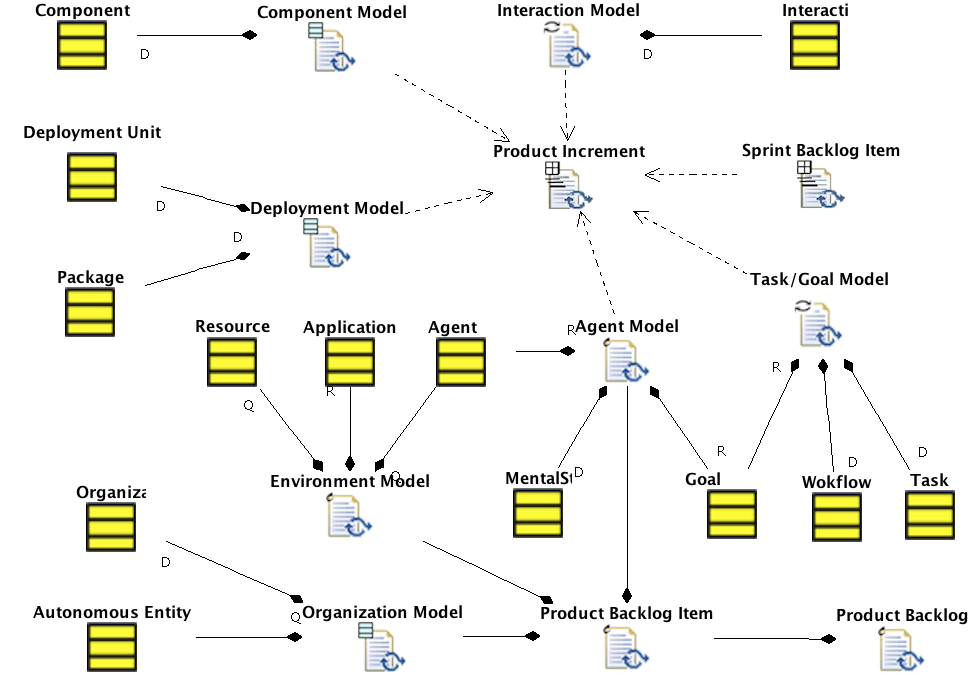 Component
Component Model
Interaction Model
Interacti
D
D
Deployment Unit
Product Increment
Sprint Backlog Item
D
Deployment Model
D
Package
Task/Goal Model
Resource
Application
Agent
R
Agent Model
R
Q
R
Q
Environment Model
MentalSt
D
R
Goal
D
Wokflow
D
Task
Organiza
D
Autonomous Entity
Q
Organization Model
Product Backlog Item
Product Backlog